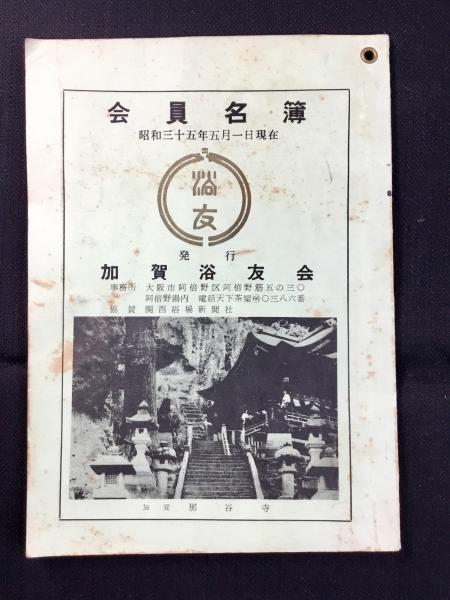 会員名簿
昭和三十五年五月一日現在
浴友
発行
加賀浴友会
事務所 大阪市阿倍野区阿倍野筋五の三〇
阿倍野湯内 電話天下茶屋㊅〇三八六番
協賛 関西浴場新聞社
加賀 那谷寺